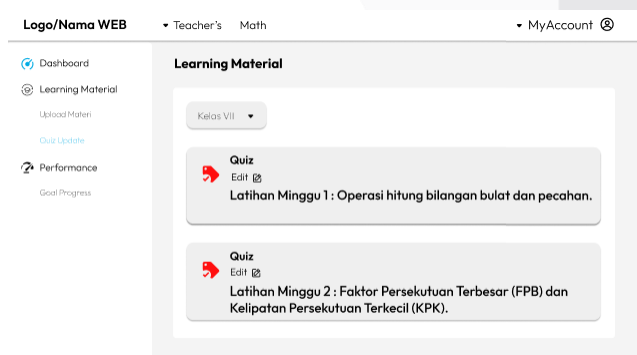 Logo/Nama WEB
Teacher's
Math
MyAccount
Dashboard
Learning Material
Upload Materi
Quiz Update
Performance
Goal Progress
Learning Material
Kelas VII
Quiz
Edit
Latihan Minggu 1 : Operasi hitung bilangan bulat dan pecahan.
Quiz
Edit
Latihan Minggu 2 : Faktor Persekutuan Terbesar (FPB) dan
Kelipatan Persekutuan Terkecil (KPK).